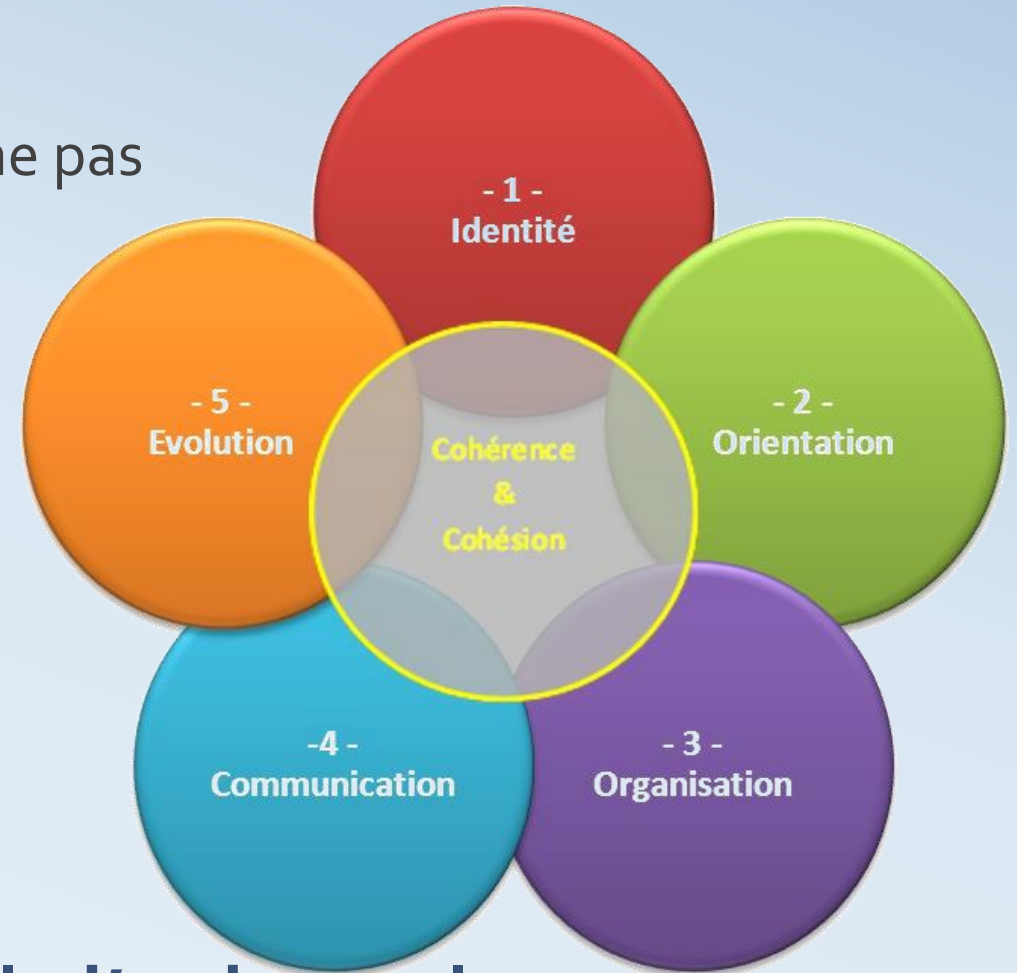 ne pas
- 1 -
Identité
- 2 -
Orientation
- 3 -
Organisation
-4 -
Communication
- 5 -
Evolution
Cohérence
&
Cohésion